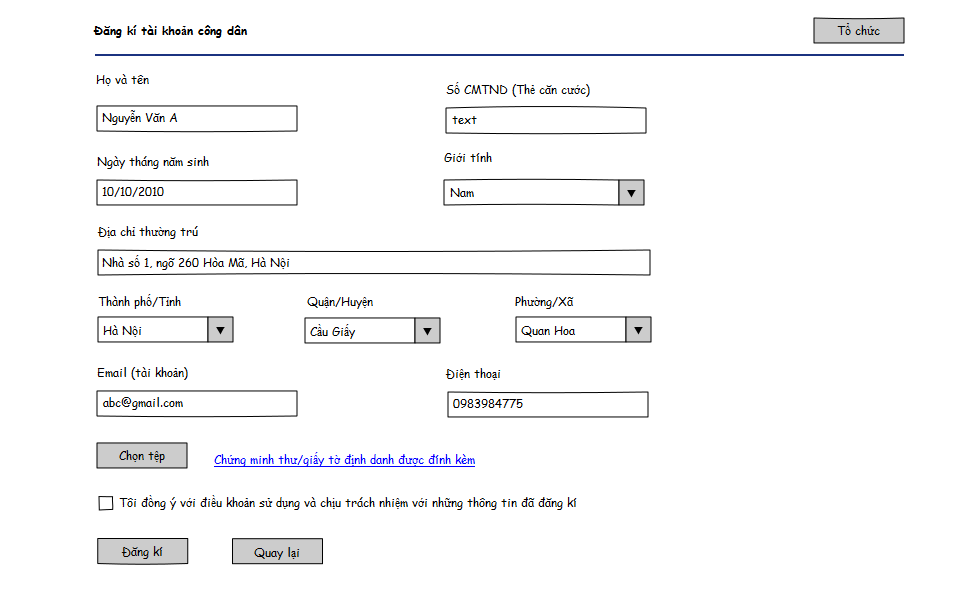 Đăng kí tài khoản công dân
Tổ chức
Họ và tên
Số CMTND (Thẻ căn cước)
Nguyễn Văn A
text
Ngày tháng năm sinh
Giới tính
10/10/2010
Nam
Địa chỉ thường trú
Nhà số 1, ngõ 260 Hòa Mã, Hà Nội
Thành phố/Tỉnh
Quận/Huyện
Phường/Xã
Hà Nội
Cầu Giấy
Quan Hoa
Email (tài khoản)
Điện thoại
abc@gmail.com
0983984775
Chọn tệp
Chứng minh thư/giấy tờ định danh được đính kèm
Tôi đồng ý với điều khoản sử dụng và chịu trách nhiệm với những thông tin đã đăng kí
Đăng kí
Quay lại